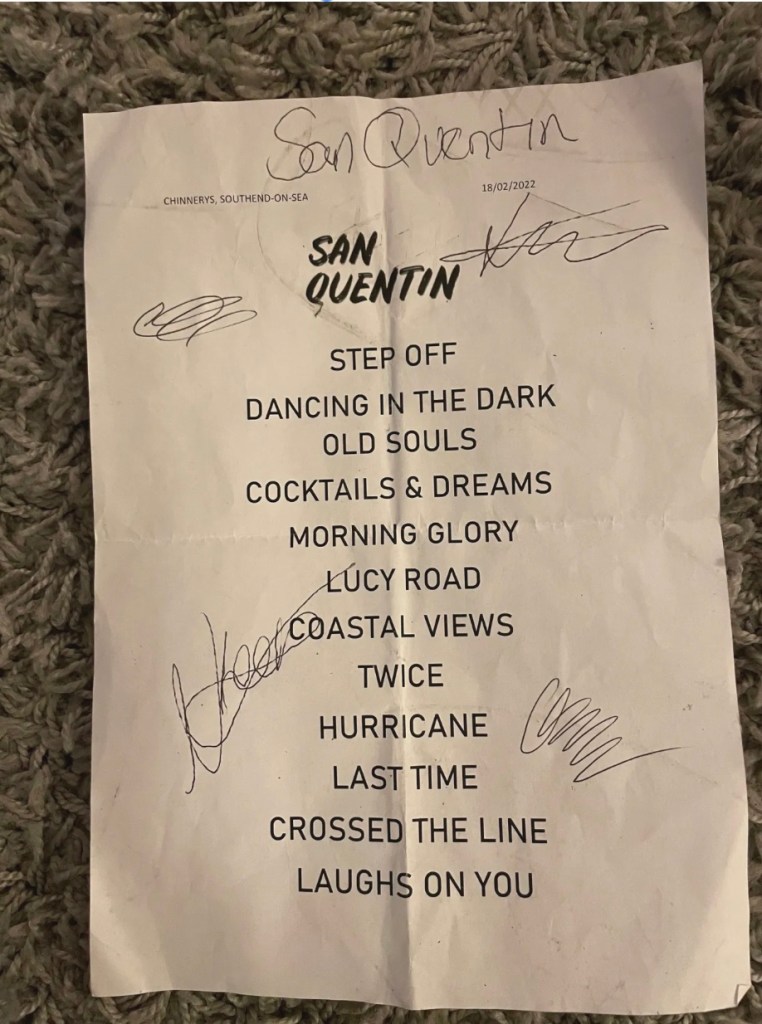 San Quentin
CHINNERYS, SOUTHEND-ON-SEA
18/02/2022
SAN
QUENTIN
STEP OFF
DANCING IN THE DARK
OLD SOULS
COCKTAILS & DREAMS
MORNING GLORY
LUCY ROAD
COASTAL VIEWS
TWICE
HURRICANE
LAST TIME
CROSSED THE LINE
LAUGHS ON YOU